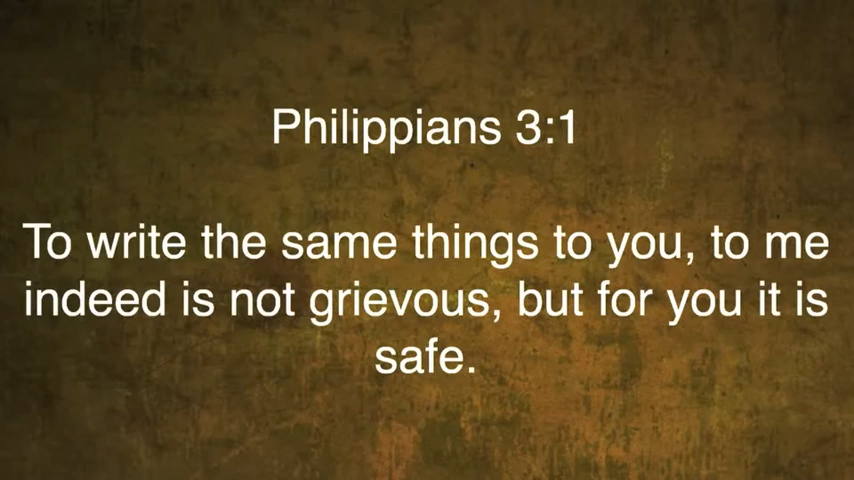 Philippians 3:1
To write the same things to you, to me
indeed is not grievous, but for you it is
safe.